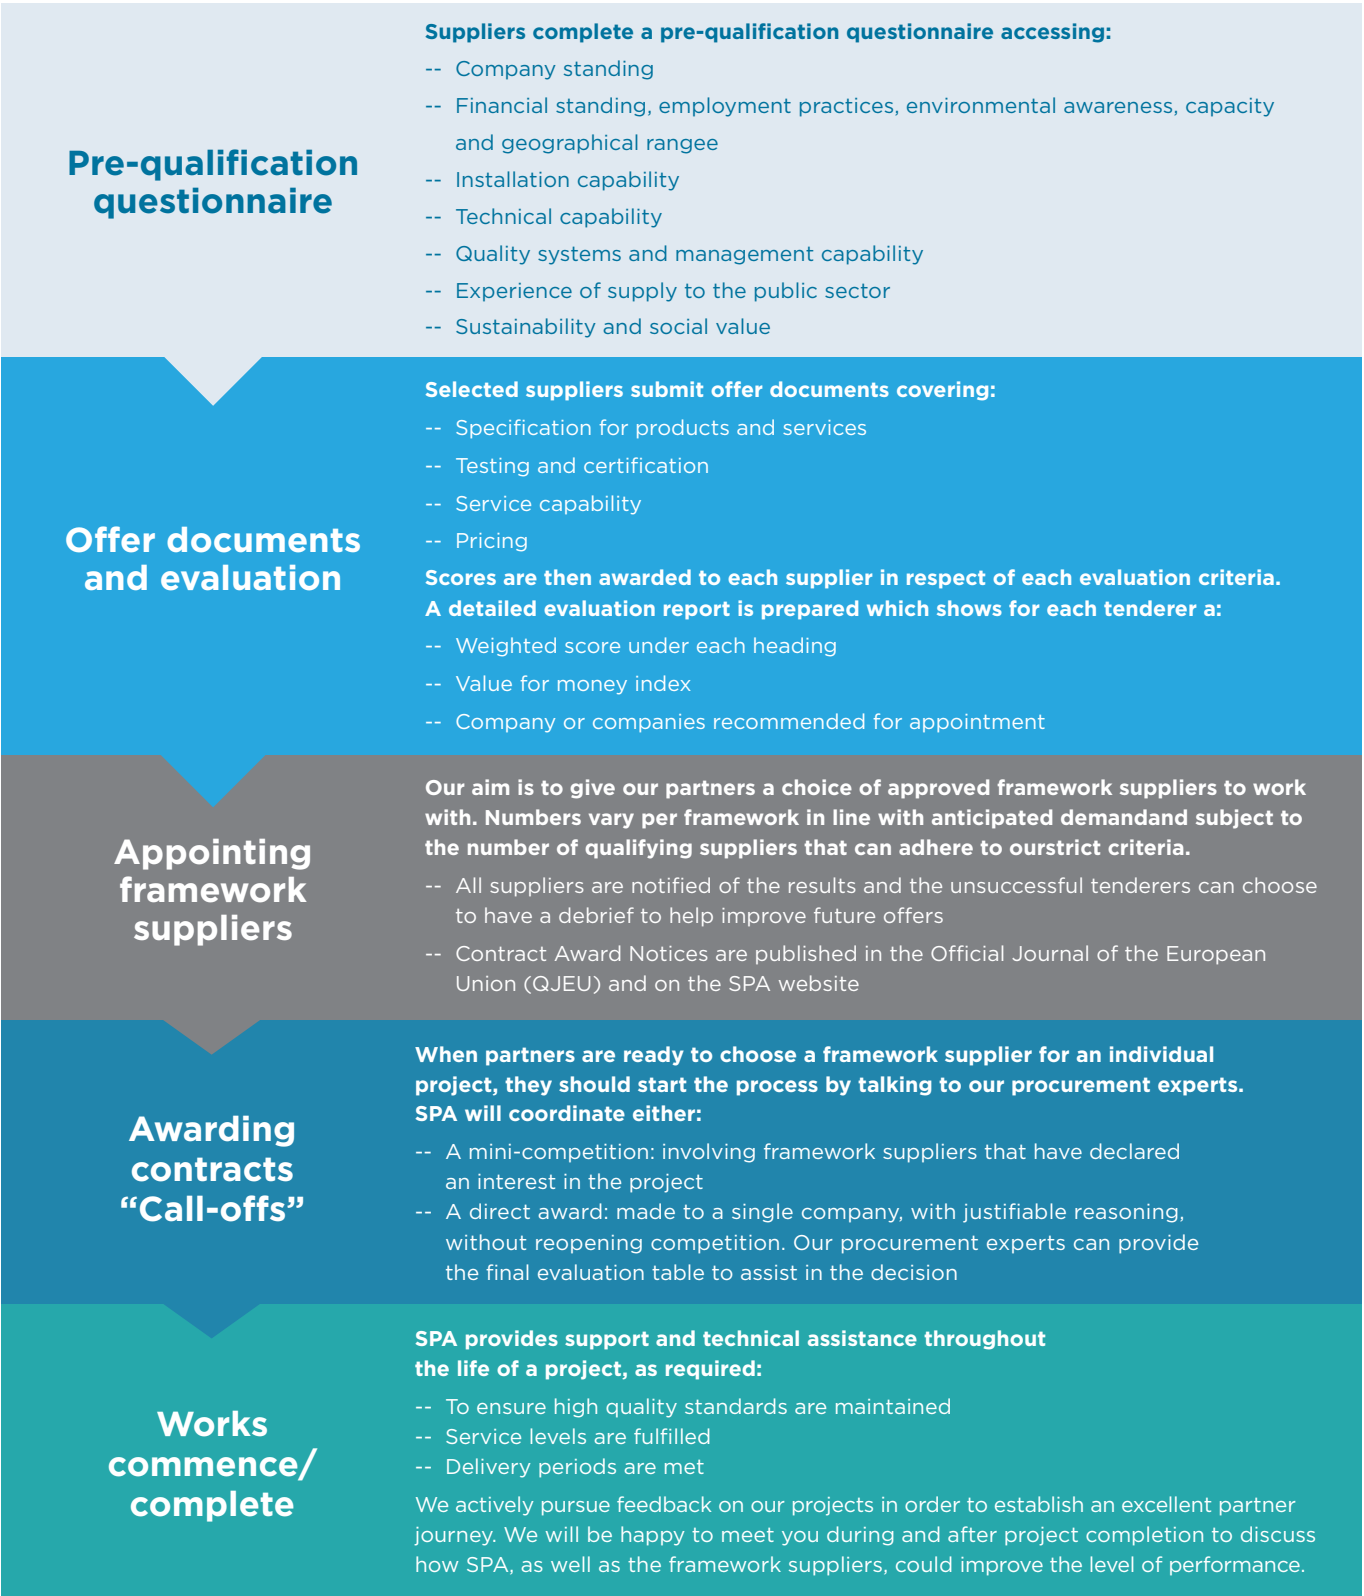 Pre-qualification
questionnaire
Suppliers complete a pre-qualification questionnaire accessing:
-- Company standing
-- Financial standing, employment practices, environmental awareness, capacity
and geographical rangee
-- Installation capability
-- Technical capability
-- Quality systems and management capability
-- Experience of supply to the public sector
-- Sustainability and social value
Offer documents
and evaluation
Selected suppliers submit offer documents covering:
-- Specification for products and services
-- Testing and certification
-- Service capability
-- Pricing
Scores are then awarded to each supplier in respect of each evaluation criteria.
A detailed evaluation report is prepared which shows for each tenderer a:
-- Weighted score under each heading
-- Value for money index
-- Company or companies recommended for appointment
Appointing
framework
suppliers
Our aim is to give our partners a choice of approved framework suppliers to work
with. Numbers vary per framework in line with anticipated demandand subject to
the number of qualifying suppliers that can adhere to ourstrict criteria.
-- All suppliers are notified of the results and the unsuccessful tenderers can choose
to have a debrief to help improve future offers
-- Contract Award Notices are published in the Official Journal of the European
Union (QJEU) and on the SPA website
Awarding
contracts
“Call-offs”
When partners are ready to choose a framework supplier for an individual
project, they should start the process by talking to our procurement experts.
SPA will coordinate either:
-- A mini-competition: involving framework suppliers that have declared
an interest in the project
-- A direct award: made to a single company, with justifiable reasoning,
without reopening competition. Our procurement experts can provide
the final evaluation table to assist in the decision
Works
commence/
complete
SPA provides support and technical assistance throughout
the life of a project, as required:
-- To ensure high quality standards are maintained
-- Service levels are fulfilled
-- Delivery periods are met
We actively pursue feedback on our projects in order to establish an excellent partner
journey. We will be happy to meet you during and after project completion to discuss
how SPA, as well as the framework suppliers, could improve the level of performance.